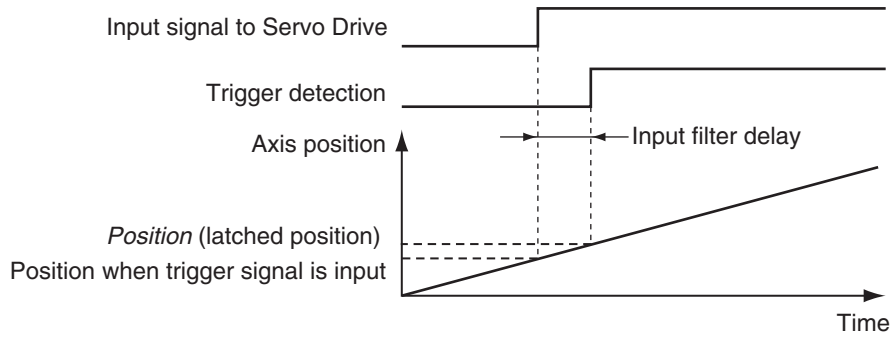 Input signal to Servo Drive
Trigger detection
Axis position
Input filter delay
Position (latched position)
Position when trigger signal is input
Time